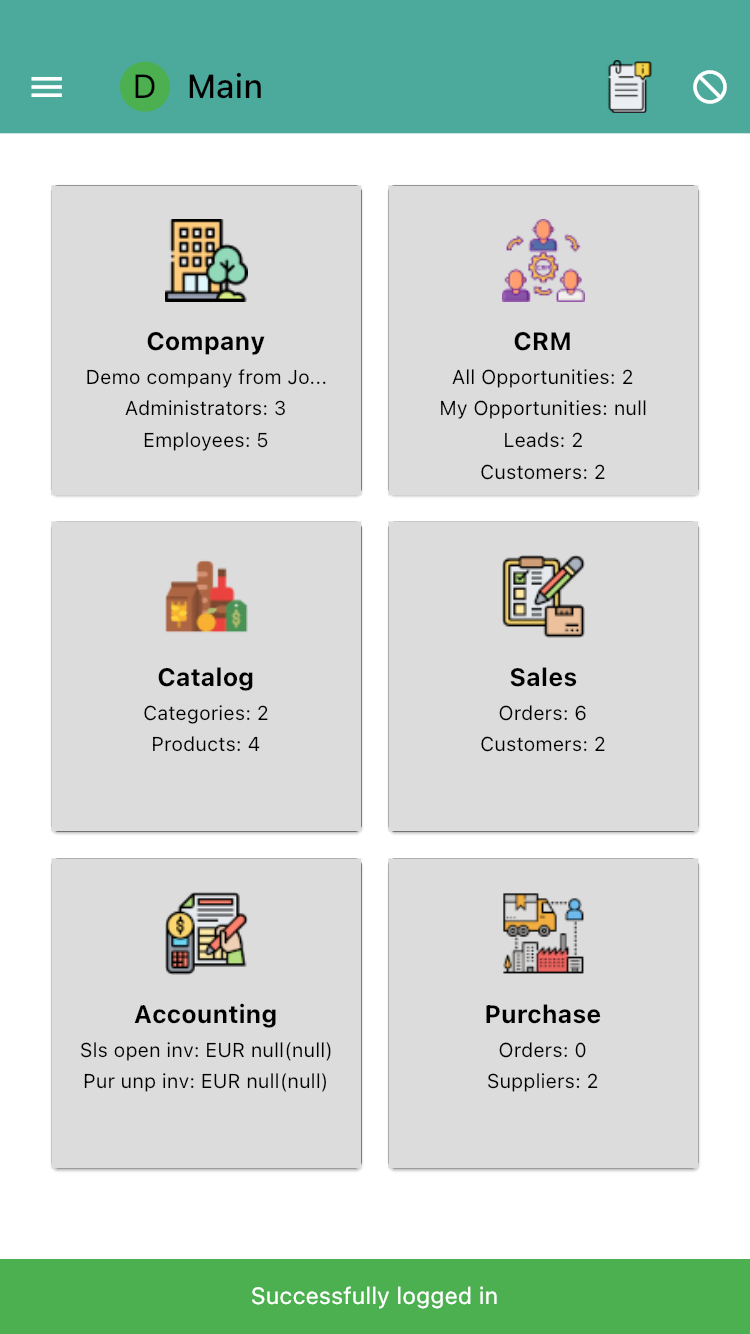 D Main
Company
Demo company from Jo...
Administrators: 3
Employees: 5
CRM
All Opportunities: 2
My Opportunities: null
Leads: 2
Customers: 2
Catalog
Categories: 2
Products: 4
Sales
Orders: 6
Customers: 2
Accounting
Sls open inv: EUR null(null)
Pur unp inv: EUR null(null)
Purchase
Orders: 0
Suppliers: 2
Successfully logged in